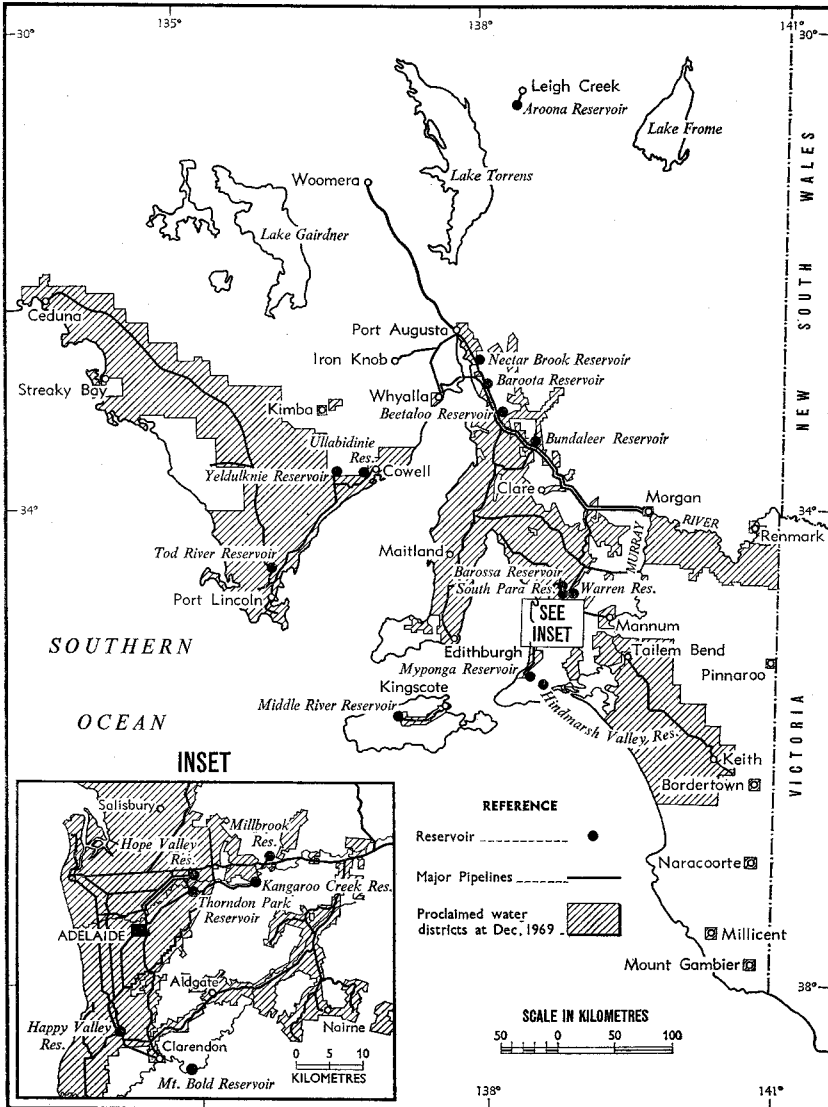 135°
138°
141°
30°
30°
Leigh Creek
Aroona Reservoir
Lake Frome
Lake Torrens
Woomera
Lake Gairdner
NEW SOUTH WALES
Ceduna
Port Augusta
Iron Knob
Nectar Brook Reservoir
Streaky Bay
Baroota Reservoir
Whyalla
Kimba
Beetaloo Reservoir
Ullabidinie
Res.
Bundaleer Reservoir
Yeldulknie Reservoir
Cowell
Clare
34°
Morgan
34°
RIVER
MURRAY
Renmark
Tod River Reservoir
Maitland
Barossa Reservoir
South Para Res.
Warren Res.
Port Lincoln
SEE
INSET
Mannum
SOUTHERN
OCEAN
Edithburgh
Tailem Bend
Myponga Reservoir
Pinnaroo
Kingscote
Middle River Reservoir
Hindmarsh Valley Res.
Keith
Bordertown
VICTORIA
Naracoorte
Millicent
Mount Gambier
38°
138°
141°
INSET
Salisbury
Millbrook
Res.
Hope Valley
Res.
Kangaroo Creek Res.
Thorndon Park
Reservoir
ADELAIDE
Aldgate
Happy Valley
Res.
Clarendon
Nairne
Mt. Bold Reservoir
0 5 10
KILOMETRES
REFERENCE
Reservoir
Major Pipelines
Proclaimed water
districts at Dec, 1969
SCALE IN KILOMETRES
50 0 50 100